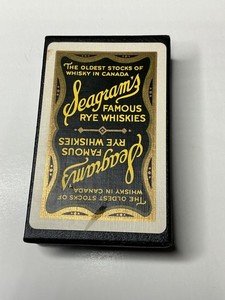 THE OLDEST STOCKS OF
WHISKY IN CANADA
Seagram's
FAMOUS
RYE WHISKIES
Seagram's
FAMOUS
RYE WHISKIES
THE OLDEST STOCKS OF
WHISKY IN CANADA